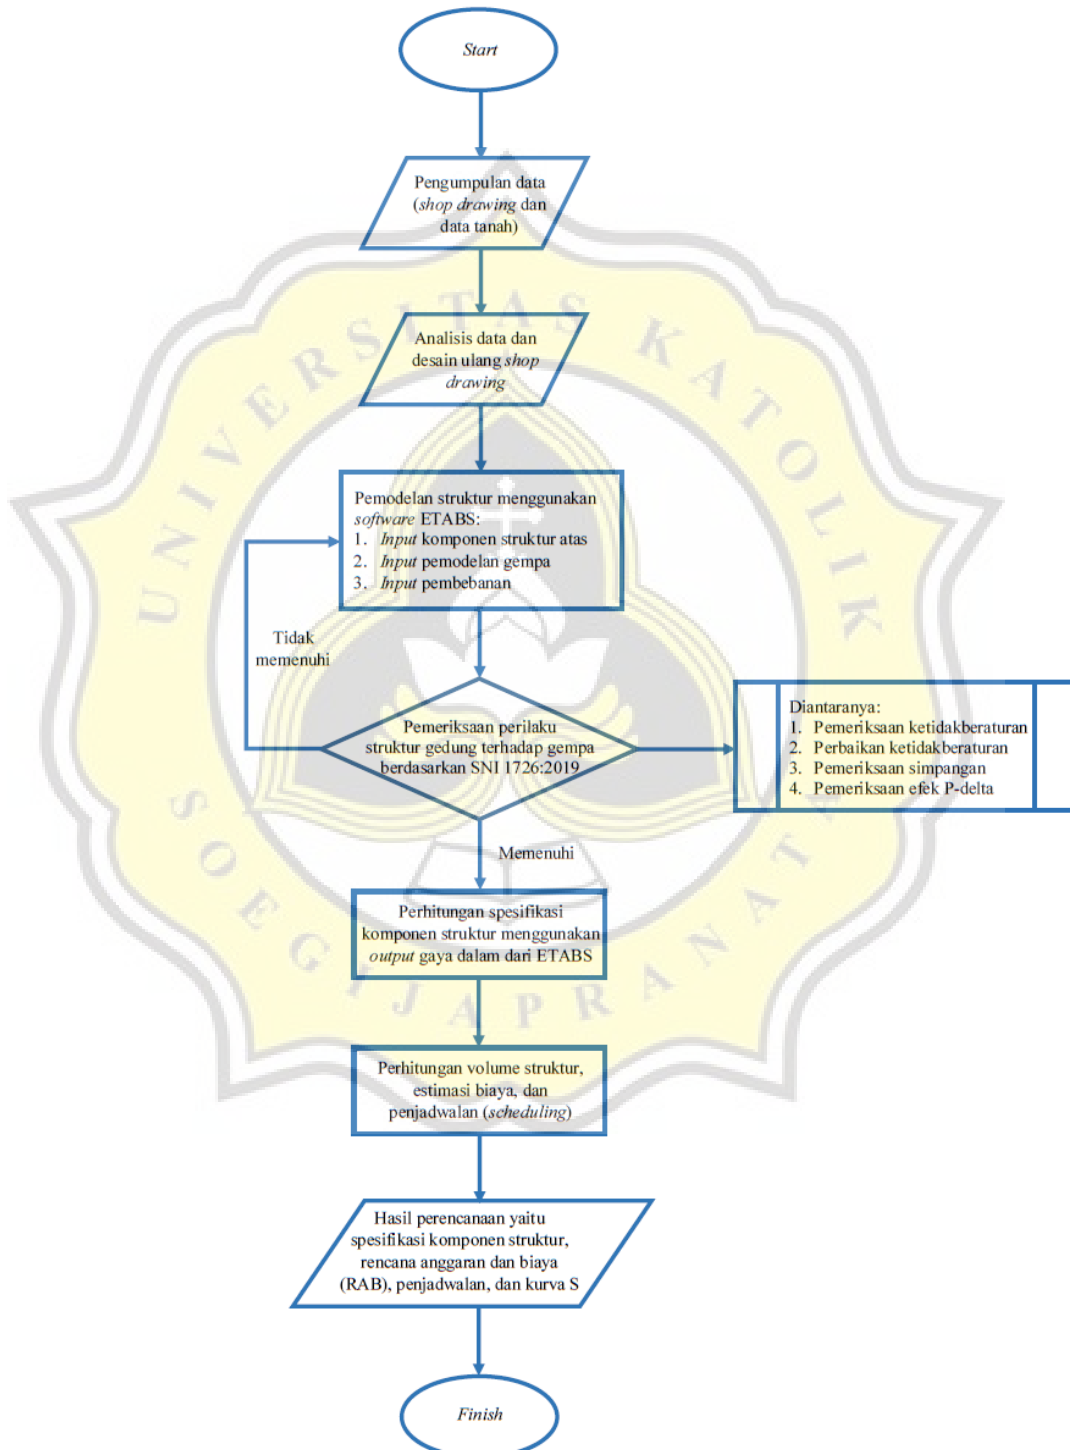 Start
Pengumpulan data
(shop drawing dan
data tanah)
Analisis data dan
desain ulang shop
drawing
Pemodelan struktur menggunakan
software ETABS:
1. Input komponen struktur atas
2. Input pemodelan gempa
3. Input pembebanan
Tidak
memenuhi
Pemeriksaan perilaku
struktur gedung terhadap gempa
berdasarkan SNI 1726:2019
Diantaranya:
1. Pemeriksaan ketidakberaturan
2. Perbaikan ketidakberaturan
3. Pemeriksaan simpangan
4. Pemeriksaan efek P-delta
Memenuhi
Perhitungan spesifikasi
komponen struktur menggunakan
output gaya dalam dari ETABS
Perhitungan volume struktur,
estimasi biaya, dan
penjadwalan (scheduling)
Hasil perencanaan yaitu
spesifikasi komponen struktur,
rencana anggaran dan biaya
(RAB), penjadwalan, dan kurva S
Finish
UNIVERSITAS KATOLIK
SOEGIJAPRANATA